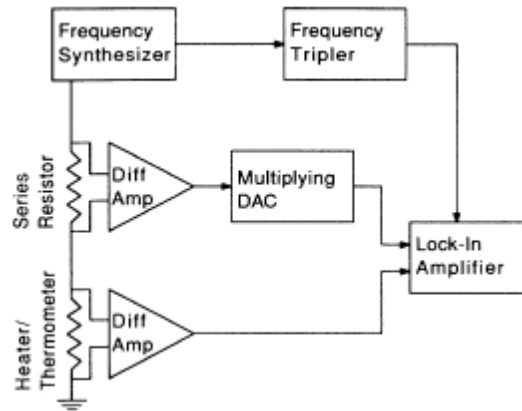 Frequency
Synthesizer
Frequency
Tripler
Series
Resistor
Diff
Amp
Multiplying
DAC
Lock-In
Amplifier
Heater/
Thermometer
Diff
Amp